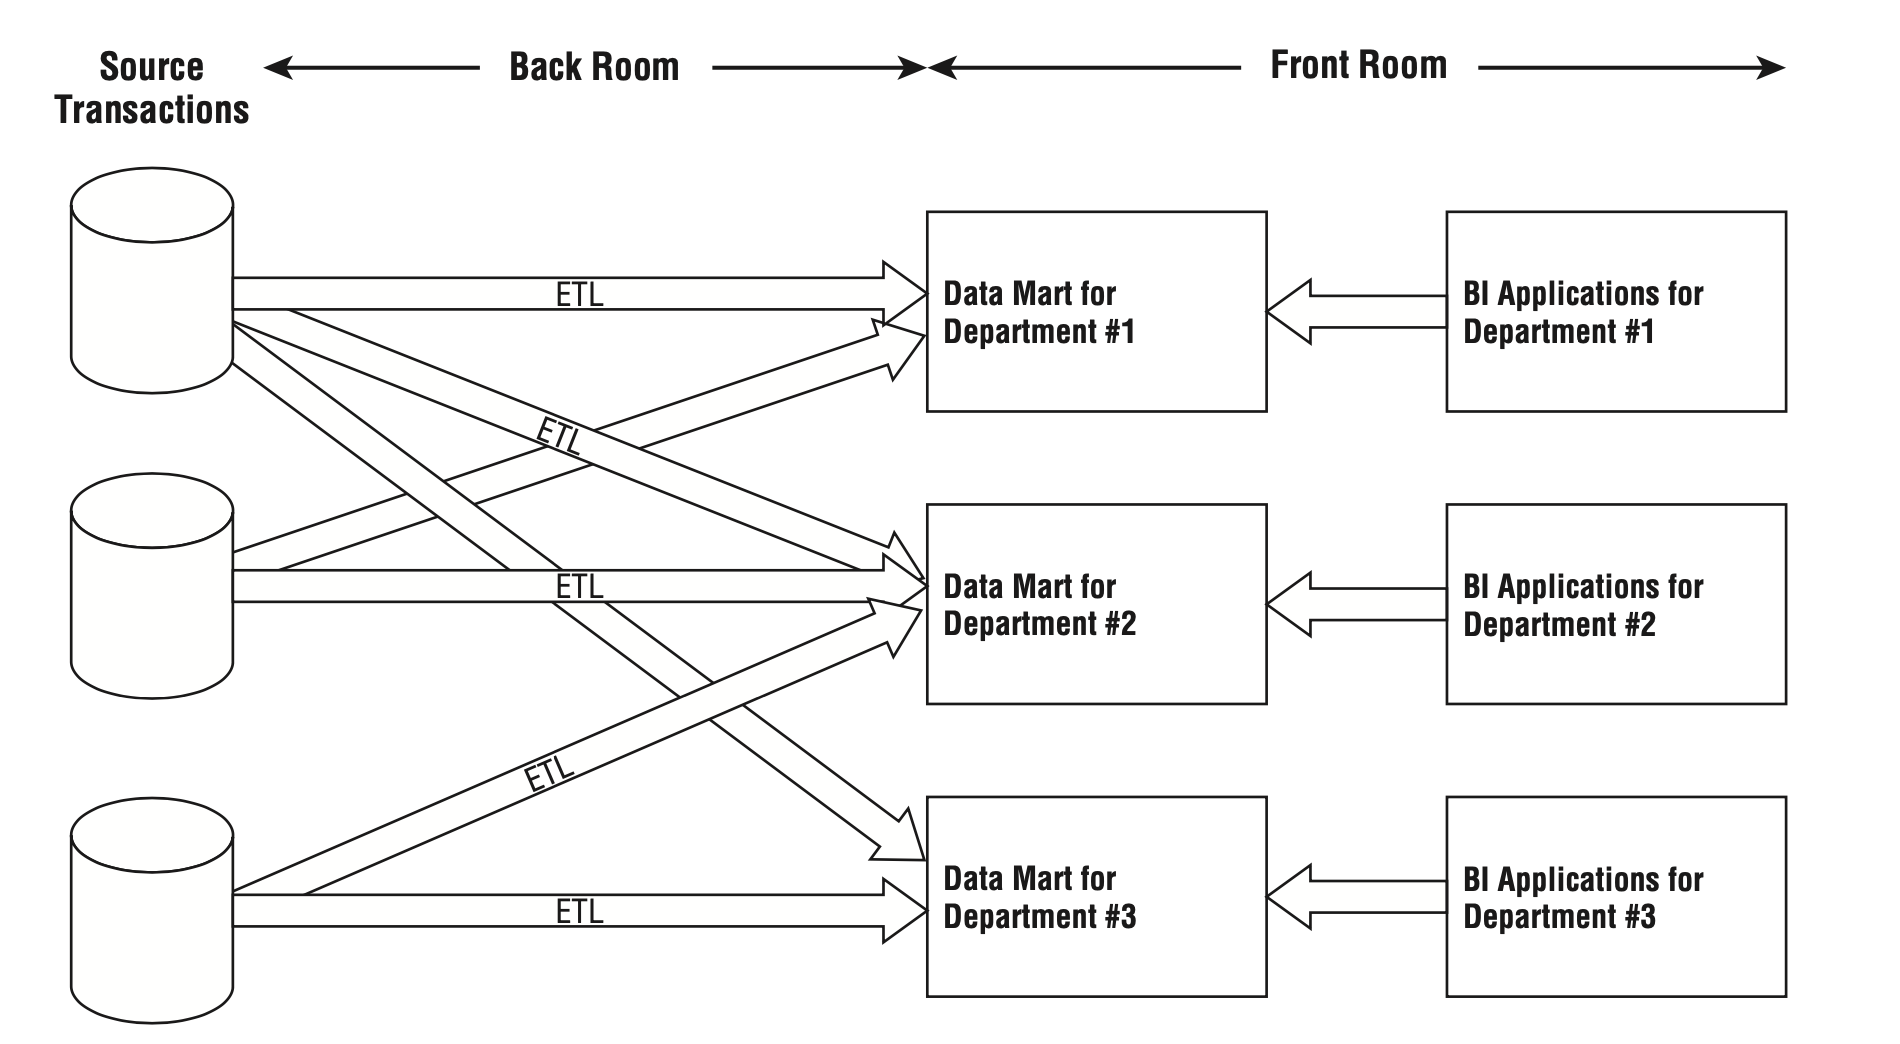 Source
Transactions
Back Room
Front Room
ETL
Data Mart for
Department #1
BI Applications for
Department #1
ETL
ETL
Data Mart for
Department #2
BI Applications for
Department #2
ETL
ETL
Data Mart for
Department #3
BI Applications for
Department #3